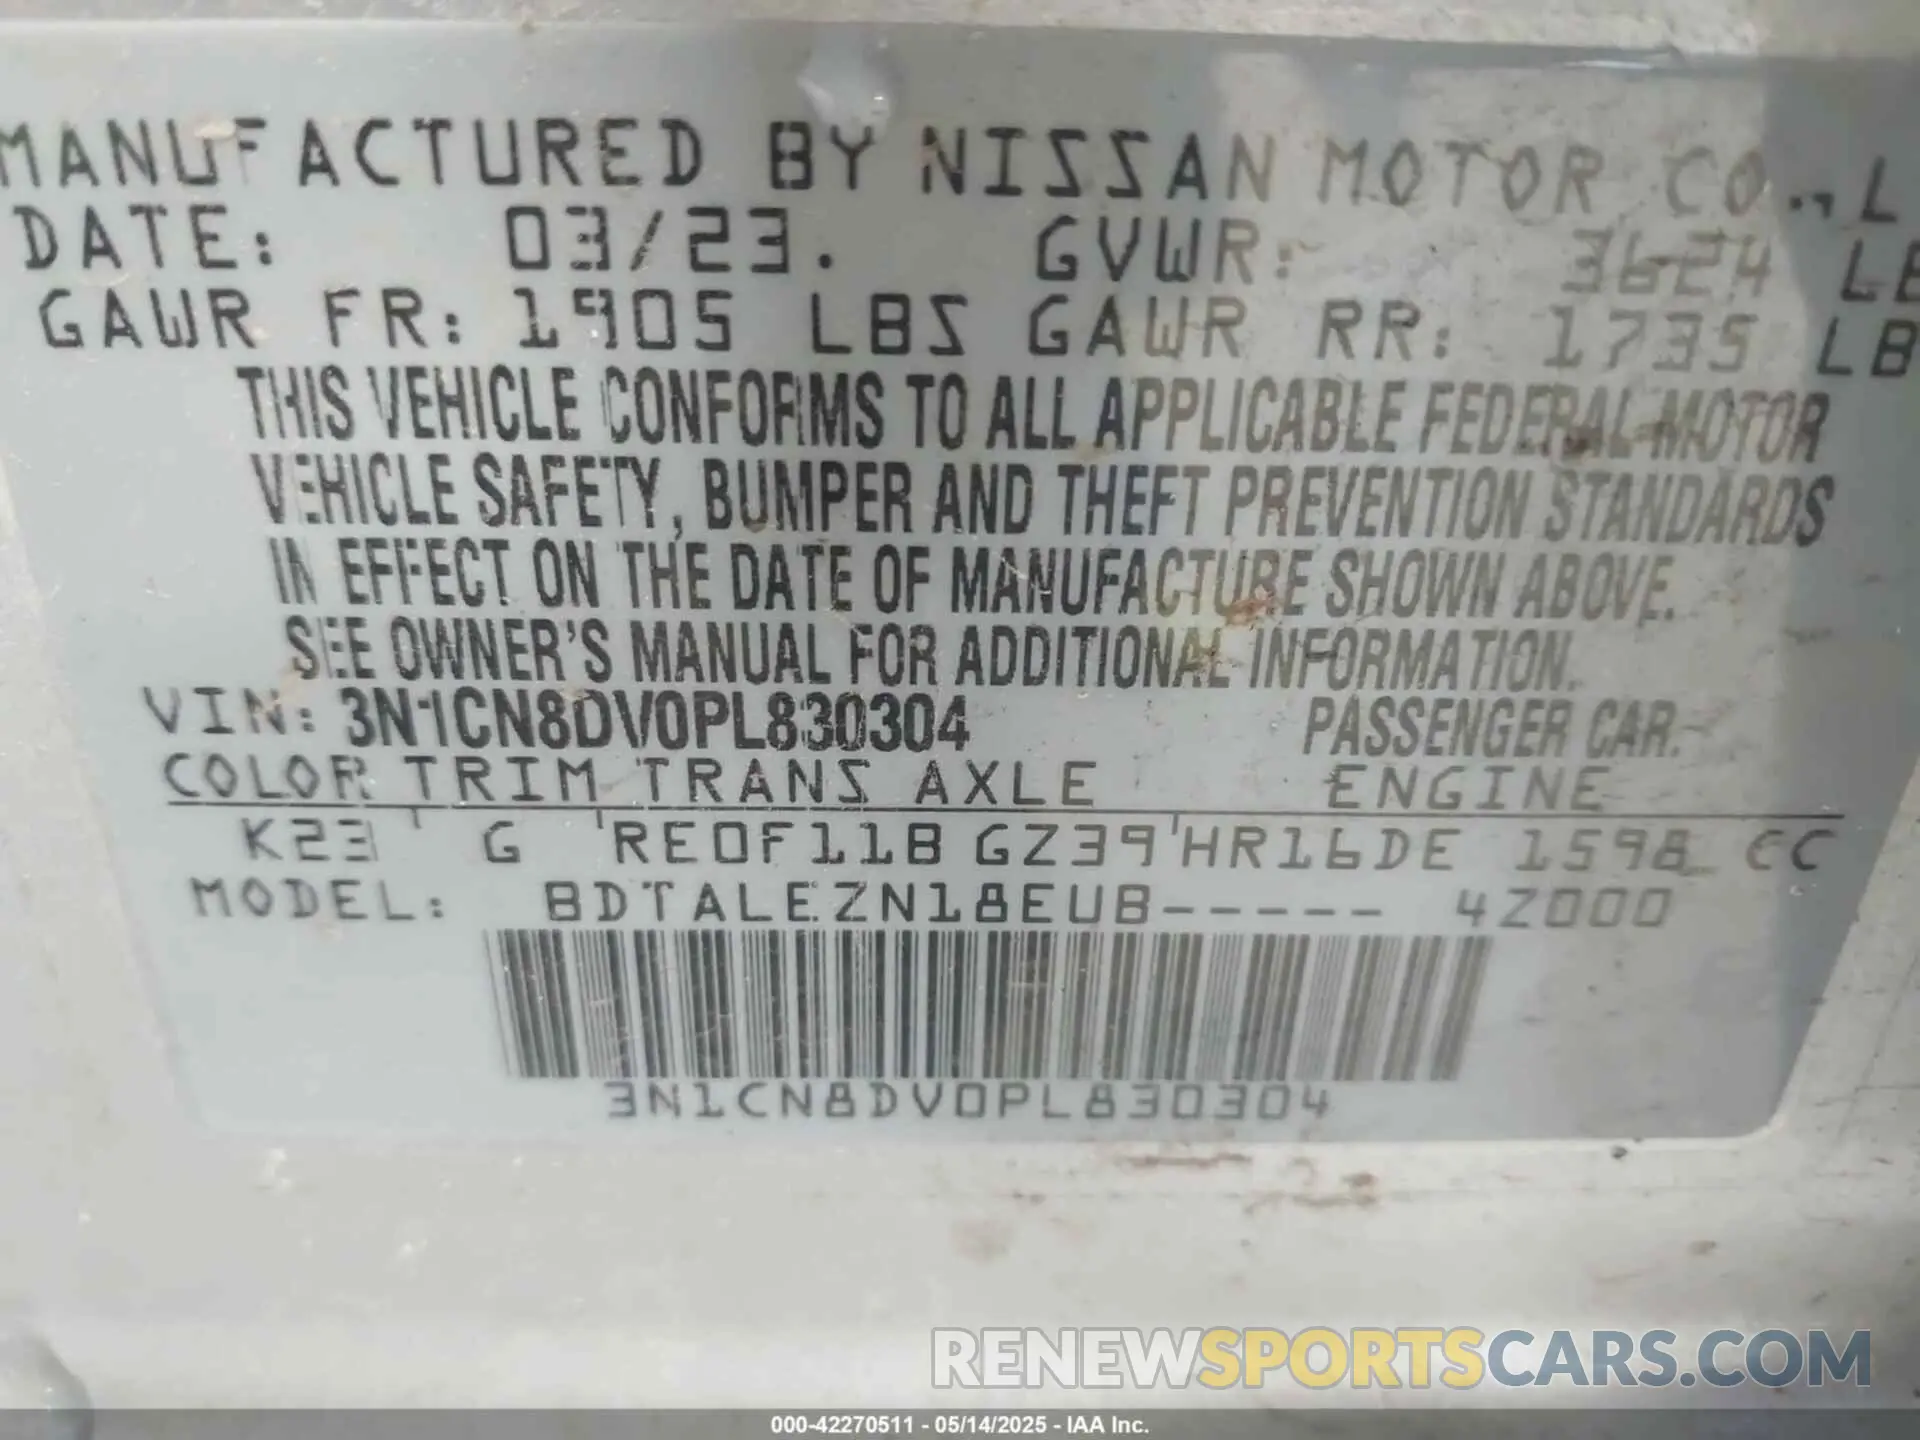 MANUFACTURED BY NISSAN MOTOR CO., L
DATE: 03/23. GVWR: 3624 LB
GAWR FR: 1905 LBS GAWR RR: 1735 LB
THIS VEHICLE CONFORMS TO ALL APPLICABLE FEDERAL MOTOR
VEHICLE SAFETY, BUMPER AND THEFT PREVENTION STANDARDS
IN EFFECT ON THE DATE OF MANUFACTURE SHOWN ABOVE.
SEE OWNER'S MANUAL FOR ADDITIONAL INFORMATION.
VIN: 3N1CN8DV0PL830304 PASSENGER CAR.
COLOR TRIM TRANS AXLE ENGINE
K23 G RE0F11B GZ39 HR16DE 1598 CC
MODEL: BDTALEZN18EUB----- 4Z000
3N1CN8DV0PL830304
RENEWSPORTSCARS.COM
000-42270511 - 05/14/2025 - IAA Inc.